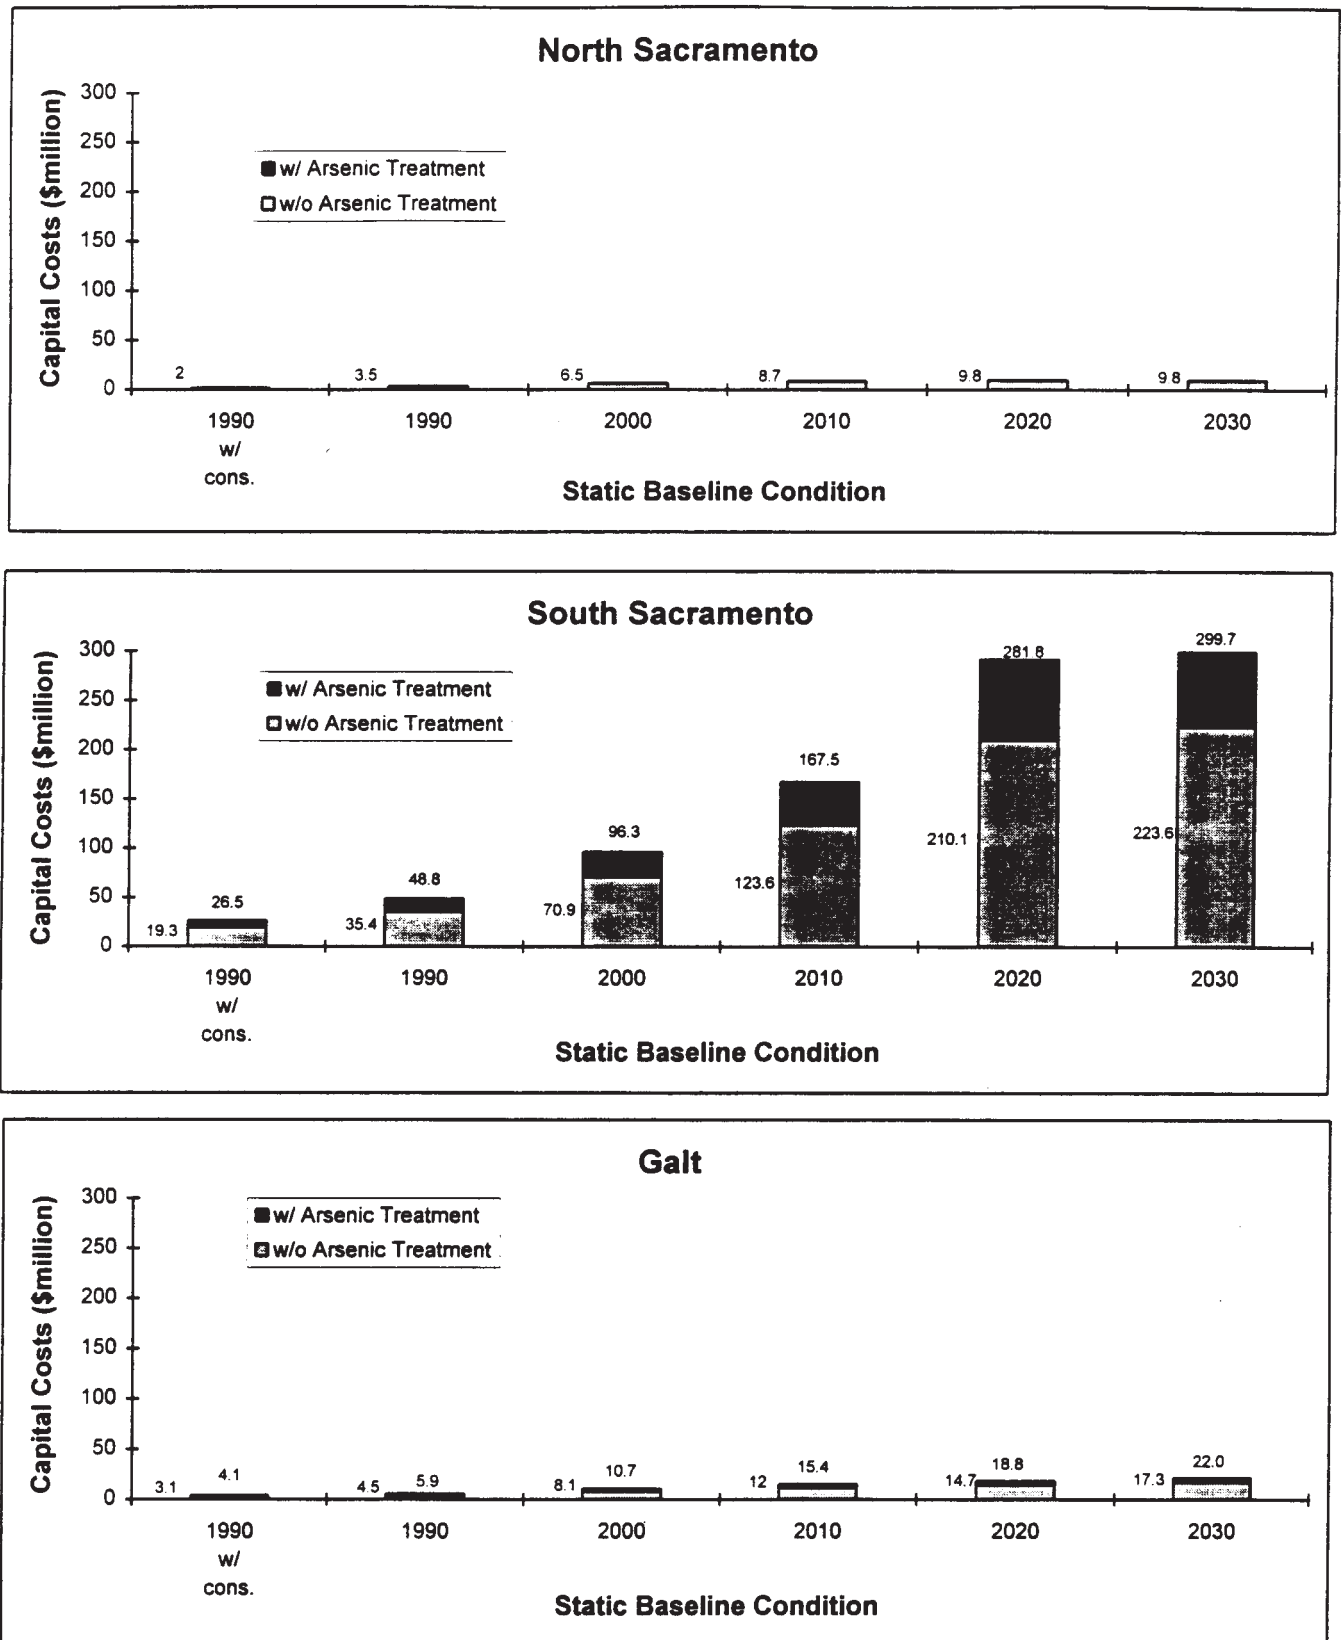 North Sacramento
Capital Costs ($million)
300
250
200
150
100
50
0
w/ Arsenic Treatment
w/o Arsenic Treatment
2 3.5 6.5 8.7 9.8 9.8
1990 1990 2000 2010 2020 2030
w/
cons.
Static Baseline Condition
South Sacramento
Capital Costs ($million)
300
250
200
150
100
50
0
w/ Arsenic Treatment
w/o Arsenic Treatment
26.5 48.8 96.3 167.5 281.8 299.7
19.3 35.4 70.9 123.6 210.1 223.6
1990 1990 2000 2010 2020 2030
w/
cons.
Static Baseline Condition
Galt
Capital Costs ($million)
300
250
200
150
100
50
0
w/ Arsenic Treatment
w/o Arsenic Treatment
4.1 5.9 10.7 15.4 18.8 22.0
3.1 4.5 8.1 12 14.7 17.3
1990 1990 2000 2010 2020 2030
w/
cons.
Static Baseline Condition